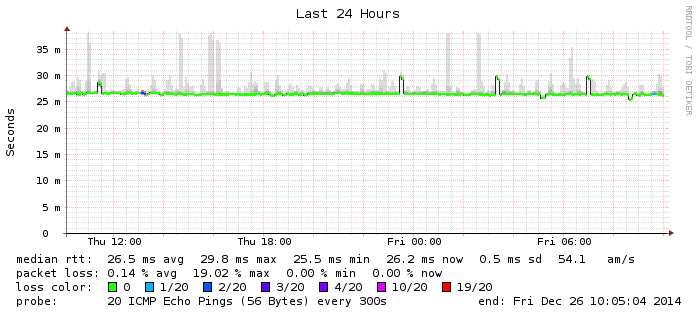 Last 24 Hours
RRDTOOL / TOBI OETIKER
Seconds
35 m
30 m
25 m
20 m
15 m
10 m
5 m
0
Thu 12:00 Thu 18:00 Fri 00:00 Fri 06:00
median rtt: 26.5 ms avg 29.8 ms max 25.5 ms min 26.2 ms now 0.5 ms sd 54.1 am/s
packet loss: 0.14 % avg 19.02 % max 0.00 % min 0.00 % now
loss color: 0 1/20 2/20 3/20 4/20 10/20 19/20
probe: 20 ICMP Echo Pings (56 Bytes) every 300s end: Fri Dec 26 10:05:04 2014